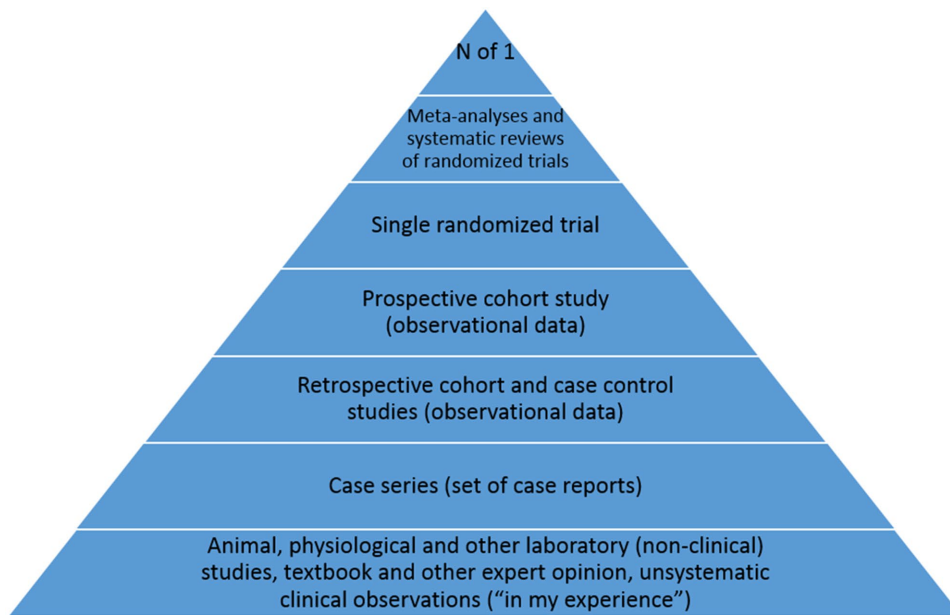 N of 1
Meta-analyses and
systematic reviews
of randomized trials
Single randomized trial
Prospective cohort study
(observational data)
Retrospective cohort and case control
studies (observational data)
Case series (set of case reports)
Animal, physiological and other laboratory (non-clinical)
studies, textbook and other expert opinion, unsystematic
clinical observations (“in my experience”)